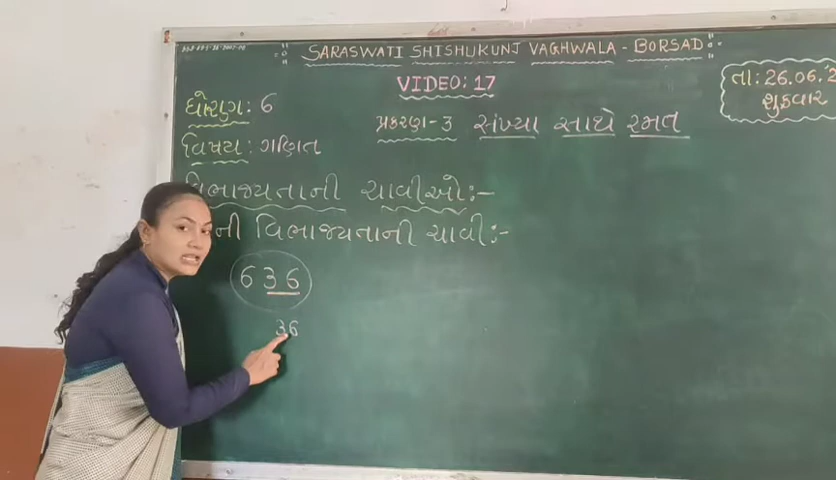 SARASWATI SHISHUKUNJ VAGHWALA - BORSAD
VIDEO: 17
તા: 26.06.2
શુક્રવાર
ધોરણ: 6
પ્રકરણ-3 સંખ્યા સાથે રમત
વિષય: ગણિત
વિભાજ્યતાની ચાવીઓ:-
ની વિભાજ્યતાની ચાવી:-
636
36